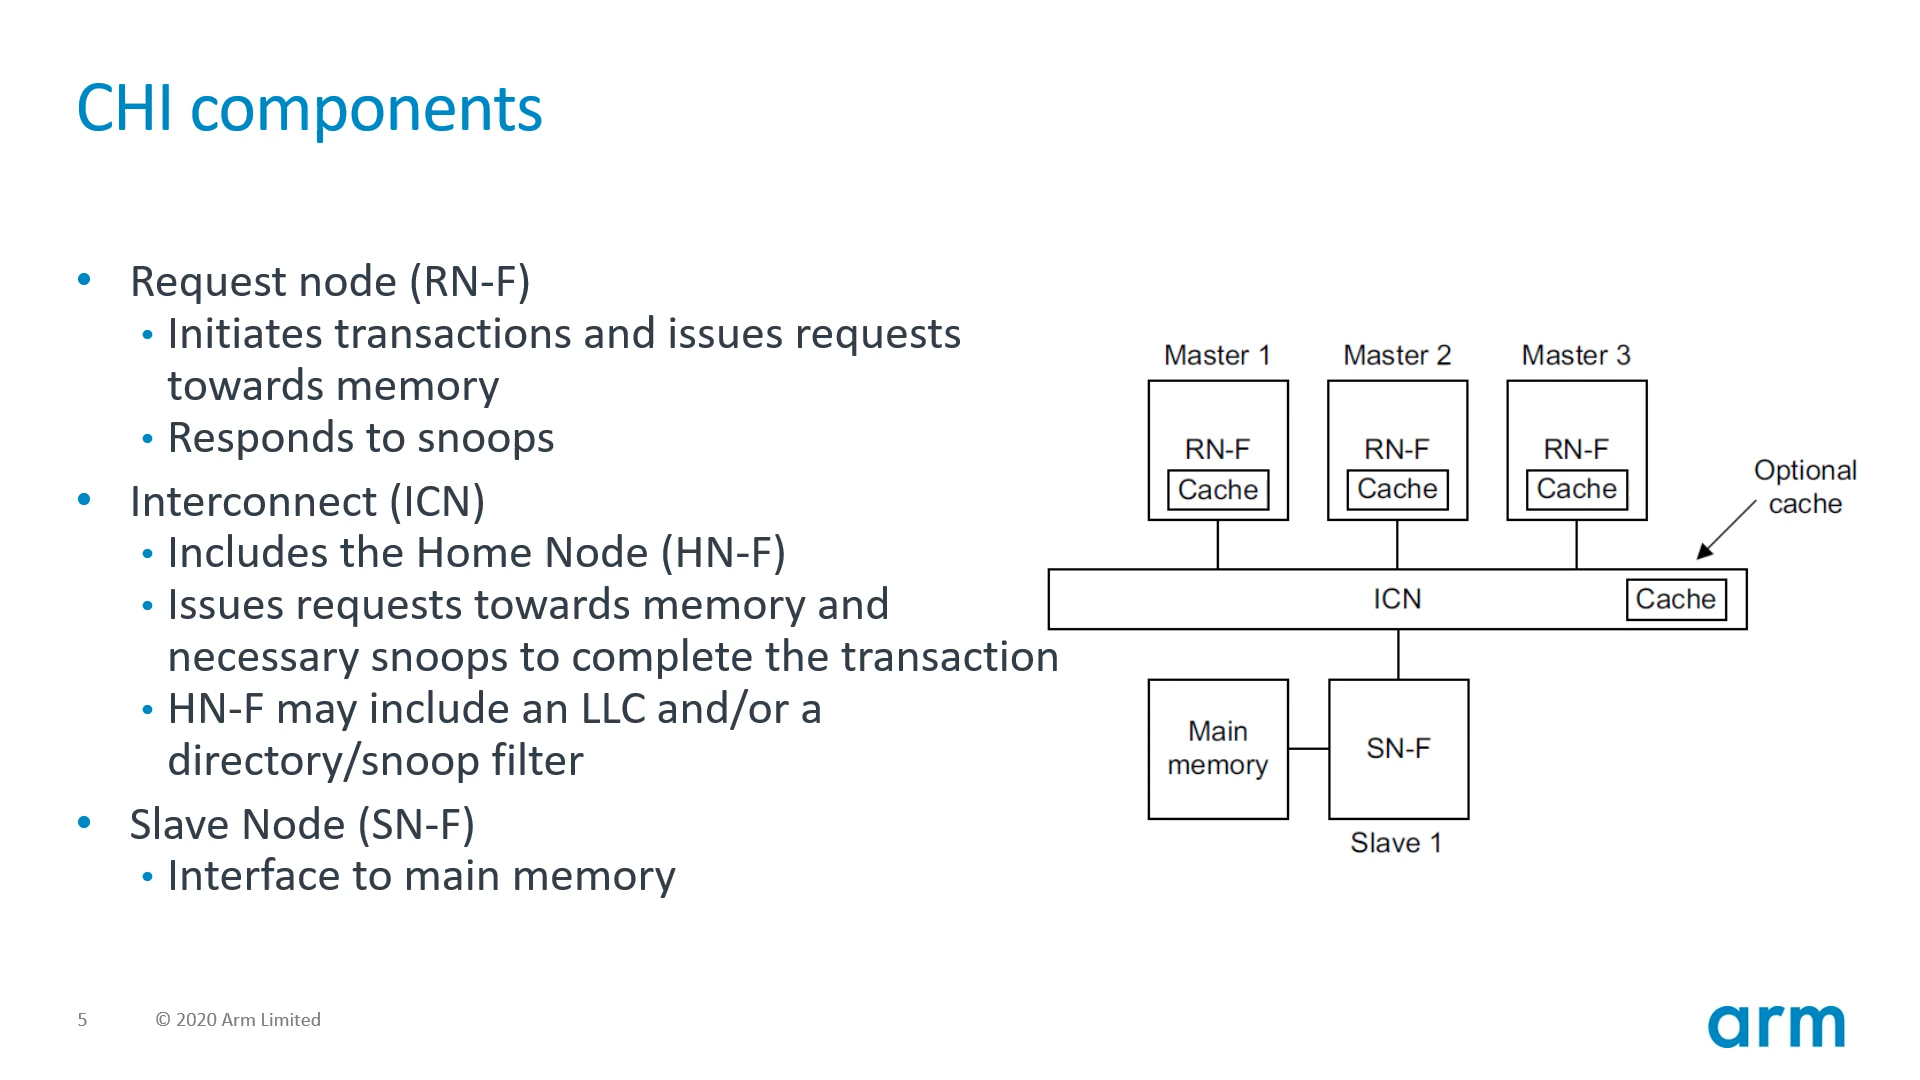 CHI components
• Request node (RN-F)
• Initiates transactions and issues requests
towards memory
• Responds to snoops
• Interconnect (ICN)
• Includes the Home Node (HN-F)
• Issues requests towards memory and
necessary snoops to complete the transaction
• HN-F may include an LLC and/or a
directory/snoop filter
• Slave Node (SN-F)
• Interface to main memory
Master 1
Master 2
Master 3
RN-F
Cache
RN-F
Cache
RN-F
Cache
Optional
cache
ICN
Cache
Main
memory
SN-F
Slave 1
5
© 2020 Arm Limited
arm